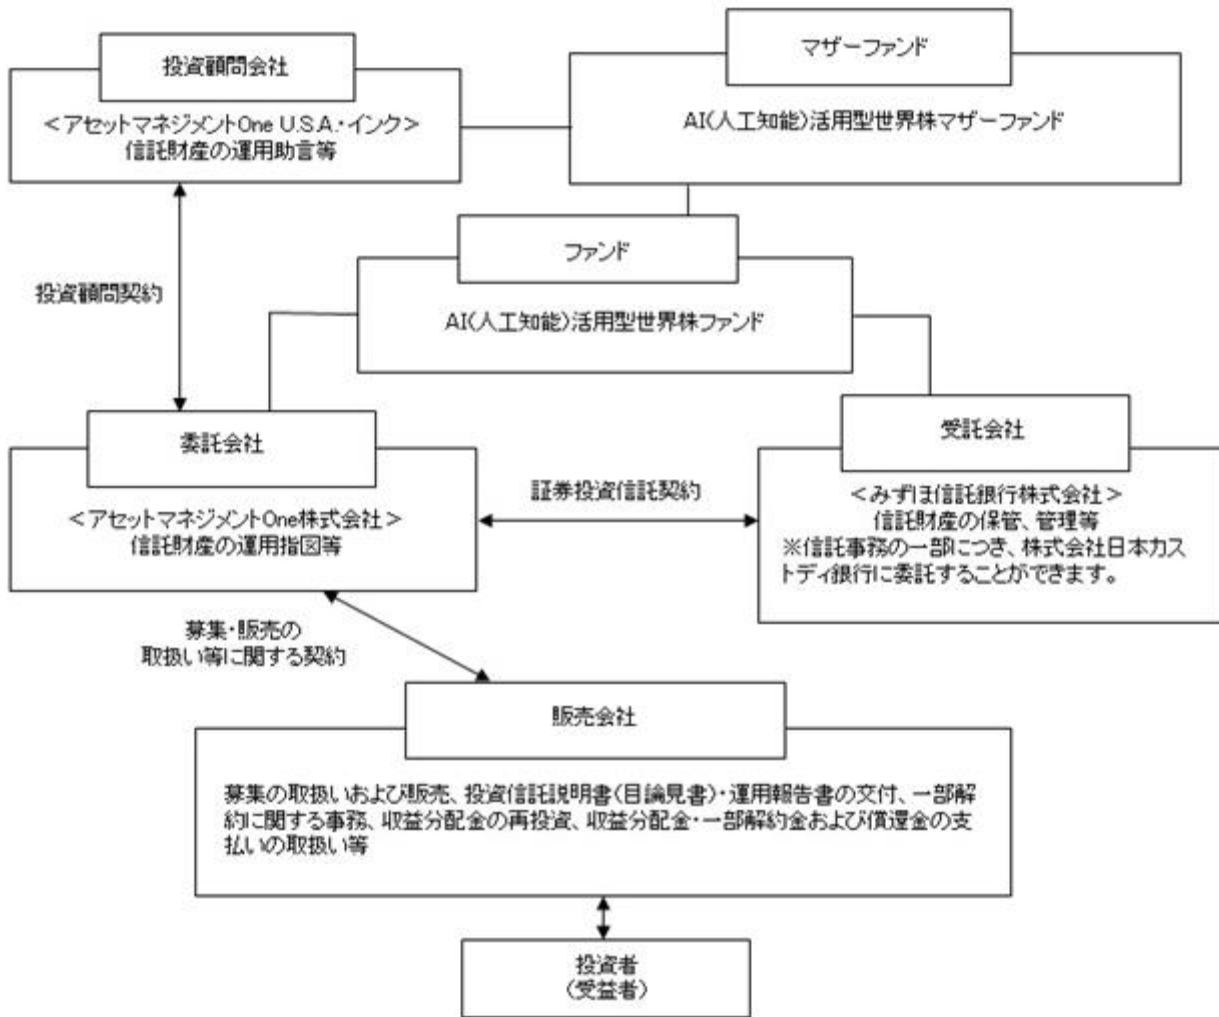 マザーファンド
投資顧問会社
AI(人工知能)活用型世界株マザーファンド
<アセットマネジメントOne U.S.A.・インク>
信託財産の運用助言等
ファンド
投資顧問契約
AI(人工知能)活用型世界株ファンド
委託会社
受託会社
証券投資信託契約
<アセットマネジメントOne株式会社>
信託財産の運用指図等
<みずほ信託銀行株式会社>
信託財産の保管、管理等
※信託事務の一部につき、株式会社日本カス
トディ銀行に委託することができます。
募集・販売の
取扱い等に関する契約
販売会社
募集の取扱いおよび販売、投資信託説明書(目論見書)・運用報告書の交付、一部解
約に関する事務、収益分配金の再投資、収益分配金・一部解約金および償還金の支
払いの取扱い等
投資者
(受益者)